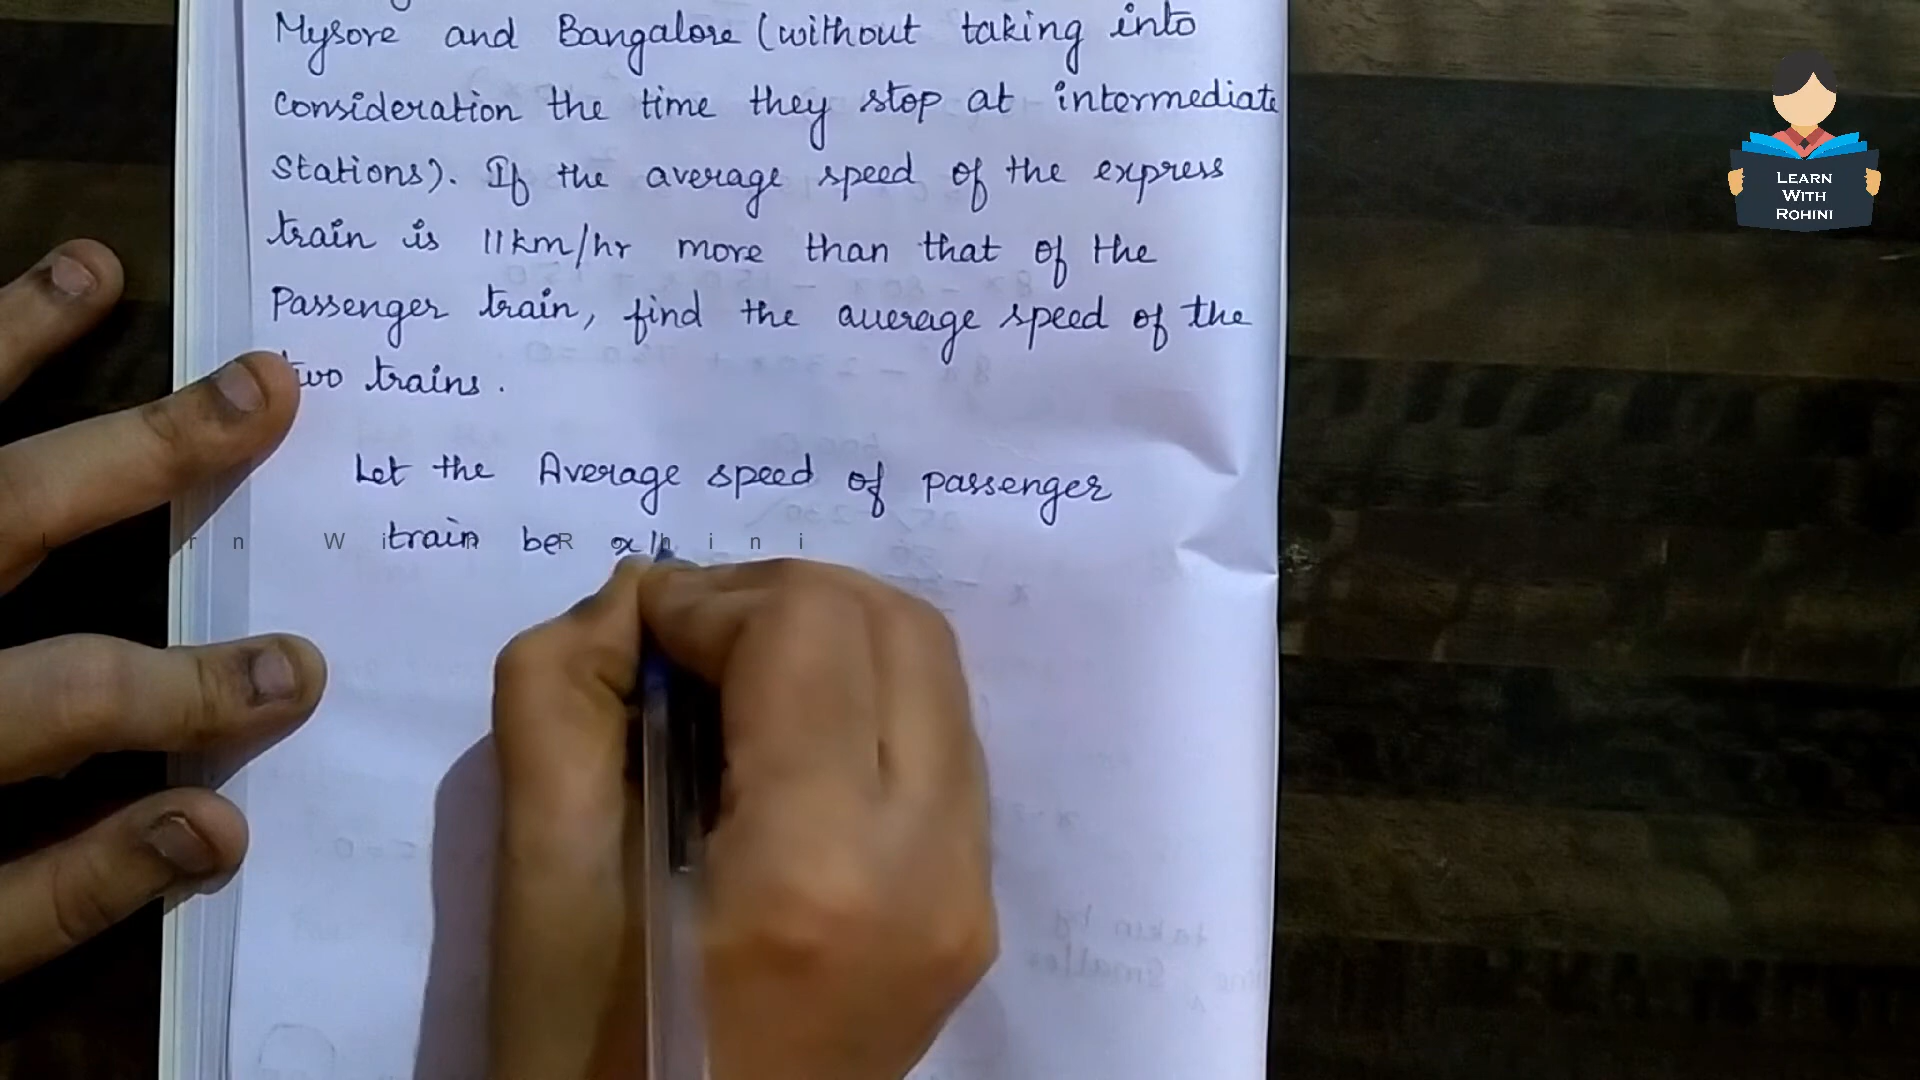 Mysore and Bangalore (without taking into
consideration the time they stop at intermediate
stations). If the average speed of the express
train is 11km/hr more than that of the
Passenger train, find the average speed of the
two trains.
Let the Average speed of passenger
train be x
LEARN
WITH
ROHINI